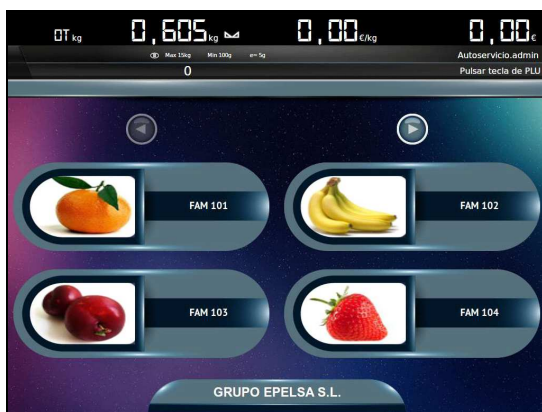 0T kg 0,605 kg 0,00 €/kg 0,00 €
Max 15kg Min 100g e= 5g Autoservicio.admin
0 Pulsar tecla de PLU
FAM 101 FAM 102
FAM 103 FAM 104
GRUPO EPELSA S.L.